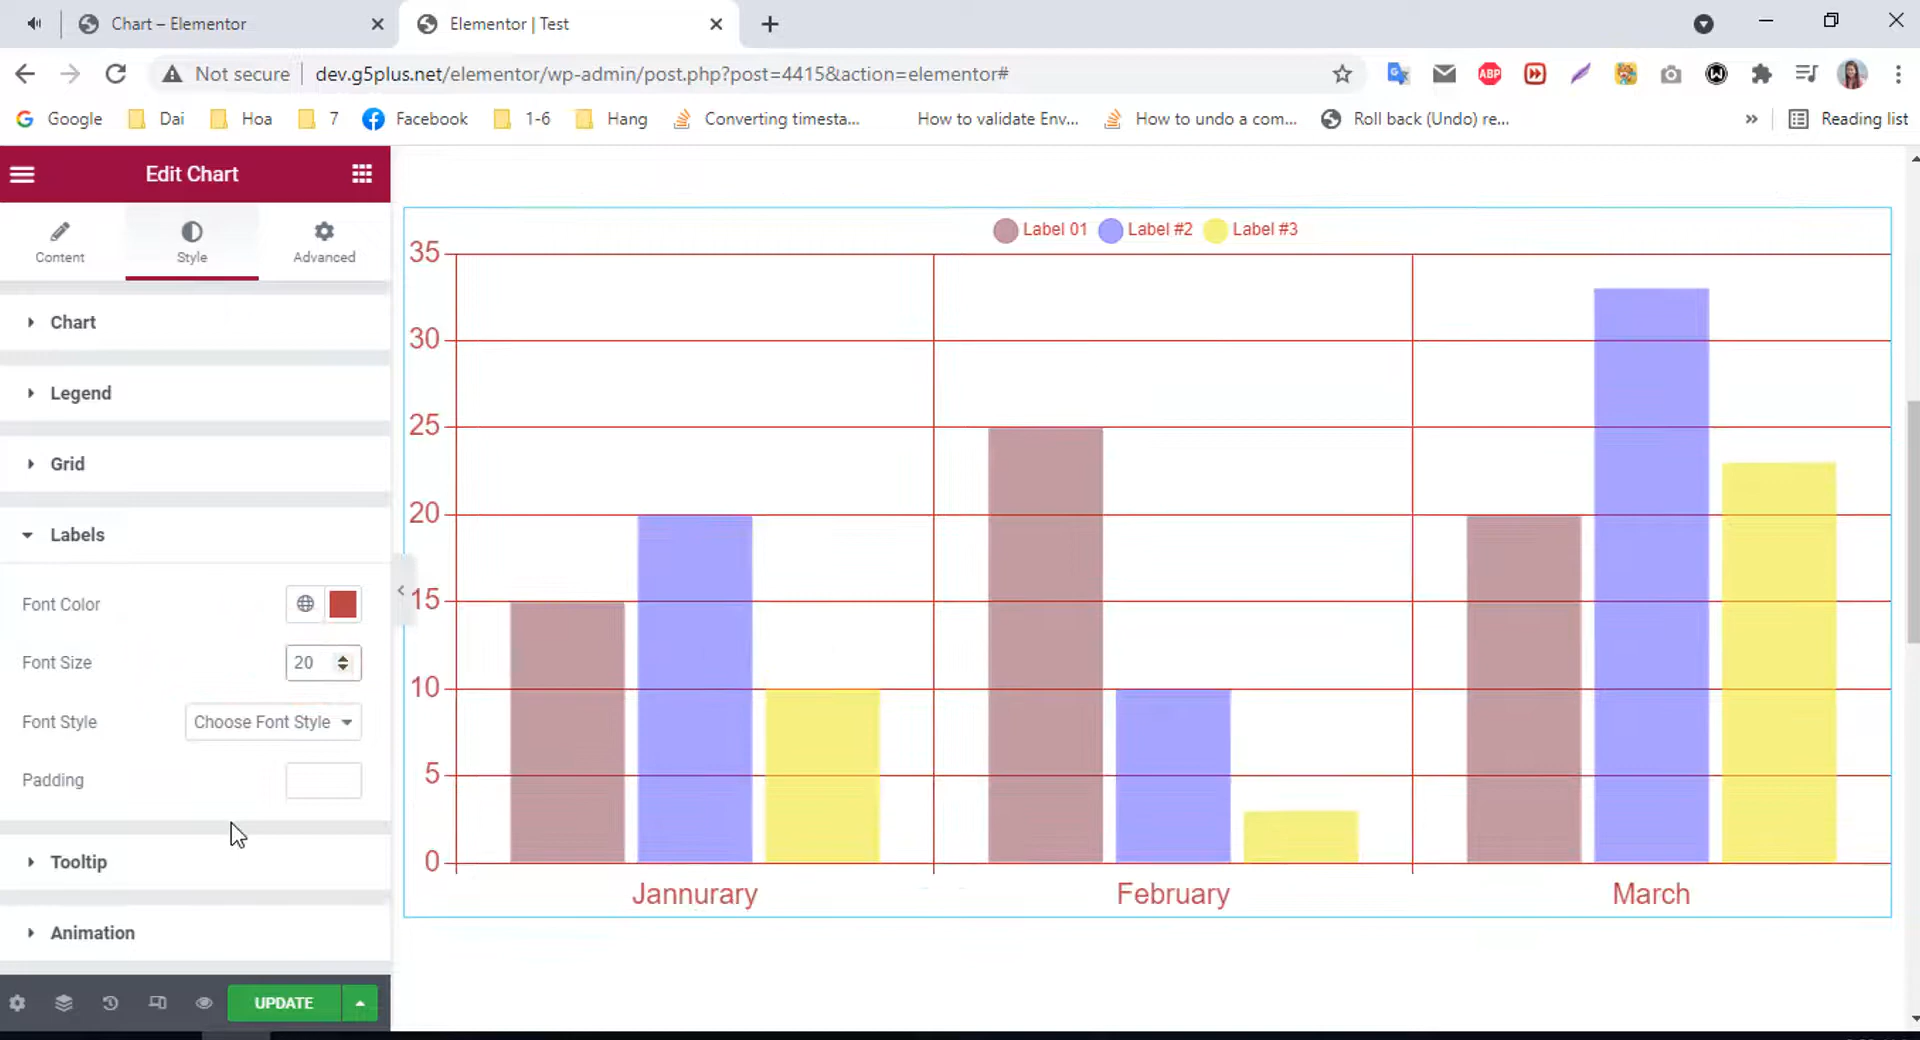 Chart – Elementor
Elementor | Test
Not secure
dev.g5plus.net/elementor/wp-admin/post.php?post=4415&action=elementor#
ABP
Google Dai Hoa 7 Facebook 1-6 Hang Converting timesta... How to validate Env... How to undo a com... Roll back (Undo) re... » Reading list
Edit Chart
Content Style Advanced
Chart
Legend
Grid
Labels
Font Color
Font Size 20
Font Style Choose Font Style
Padding
Tooltip
Animation
UPDATE
Label 01 Label #2 Label #3
35
30
25
20
15
10
5
0
Jannurary February March